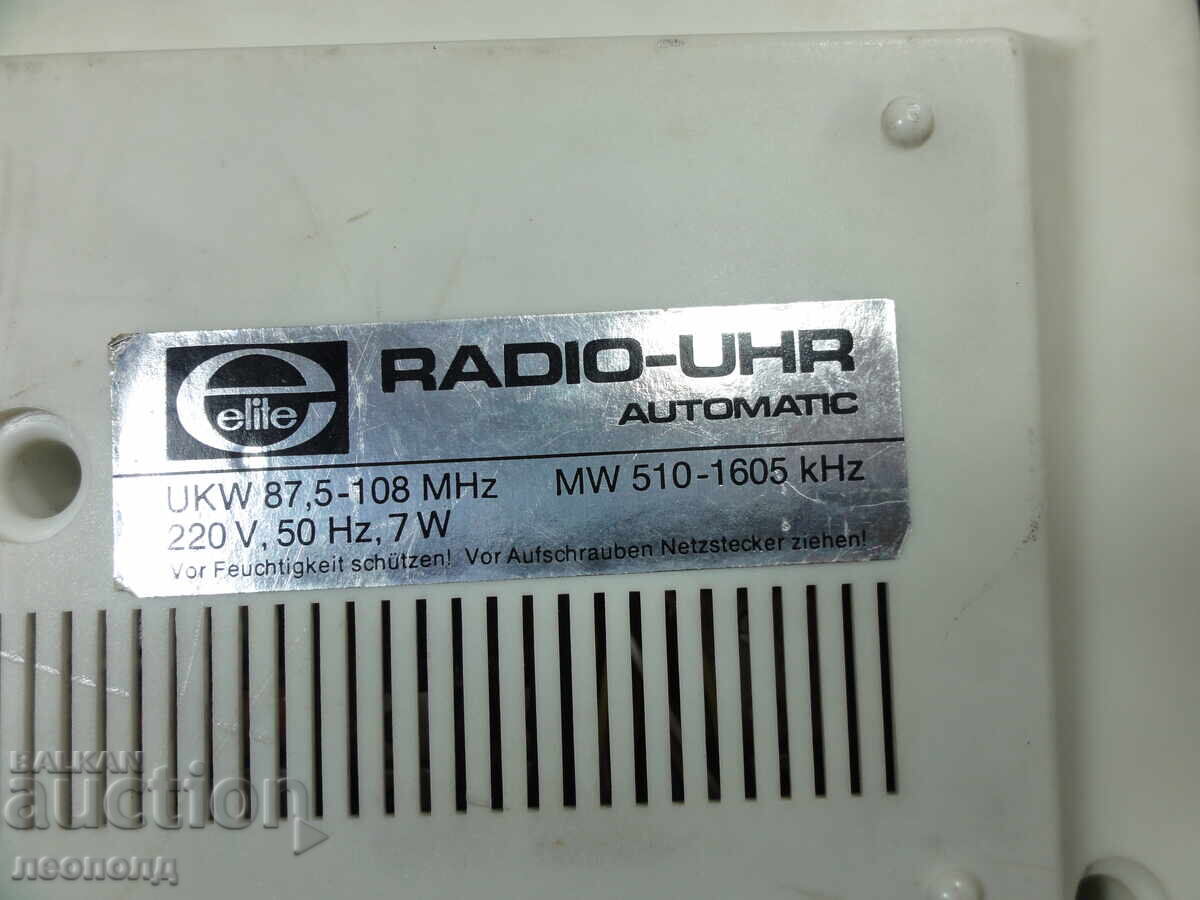 elite
RADIO-UHR
AUTOMATIC
UKW 87,5-108 MHz MW 510-1605 kHz
220 V, 50 Hz, 7 W
Vor Feuchtigkeit schützen! Vor Aufschrauben Netzstecker ziehen!
BALKAN
auction
леополд